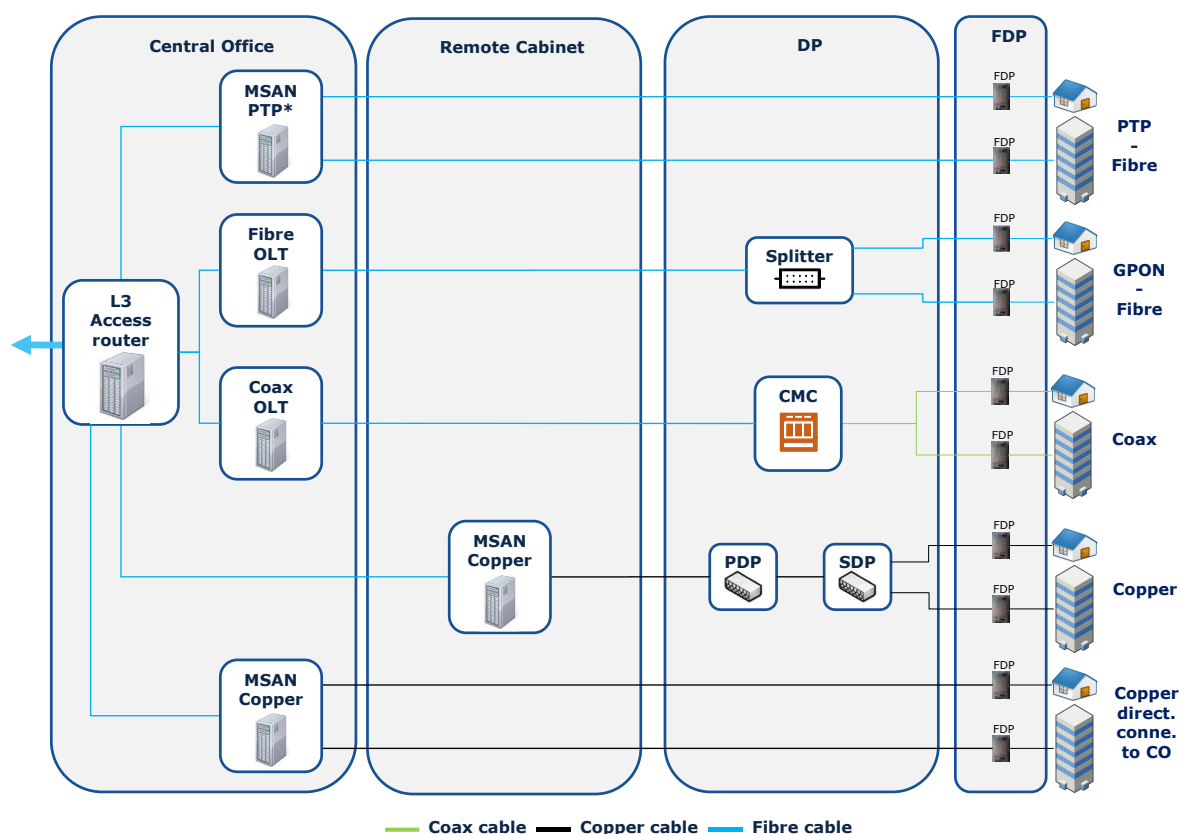 Central Office
Remote Cabinet
DP
FDP
MSAN
PTP*
FDP
FDP
PTP
–
Fibre
Fibre
OLT
Splitter
FDP
FDP
GPON
–
Fibre
L3
Access
router
Coax
OLT
CMC
FDP
FDP
Coax
MSAN
Copper
PDP
SDP
FDP
FDP
Copper
MSAN
Copper
FDP
FDP
Copper
direct.
conne.
to CO
Coax cable
Copper cable
Fibre cable